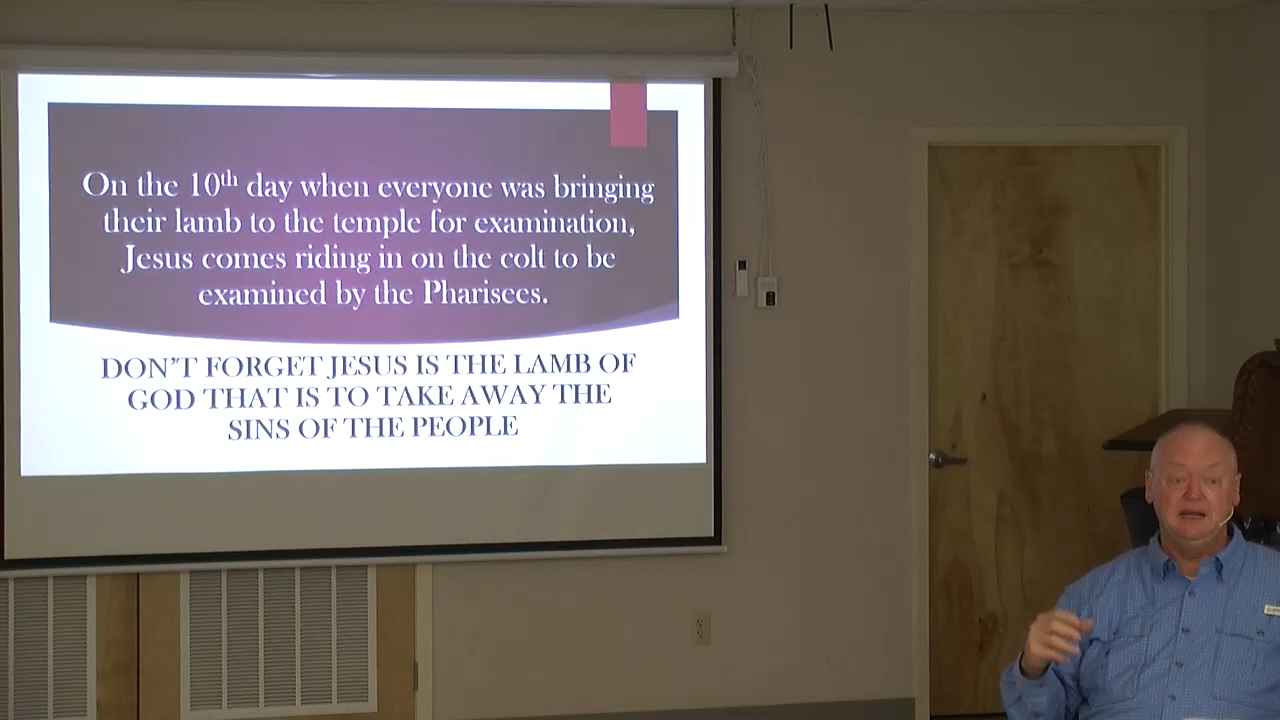 On the 10th day when everyone was bringing
their lamb to the temple for examination,
Jesus comes riding in on the colt to be
examined by the Pharisees.
DON'T FORGET JESUS IS THE LAMB OF
GOD THAT IS TO TAKE AWAY THE
SINS OF THE PEOPLE